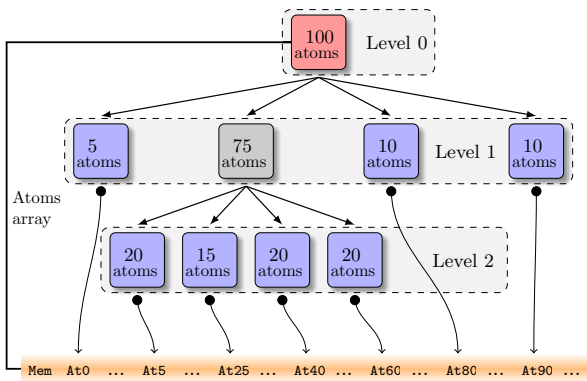 100
atoms
Level 0
5
atoms
75
atoms
10
atoms
Level 1
10
atoms
Atoms
array
20
atoms
15
atoms
20
atoms
20
atoms
Level 2
Mem At0 ... At5 ... At25 ... At40 ... At60 ... At80 ... At90 ...